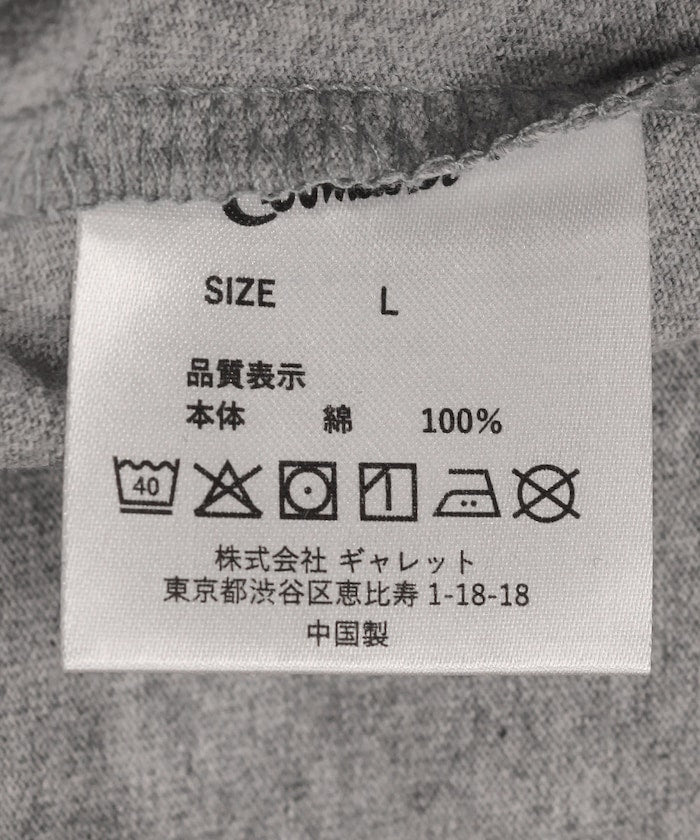 SIZE L
品質表示
本体 綿 100%
40
株式会社 ギャレット
東京都渋谷区恵比寿 1-18-18
中国製